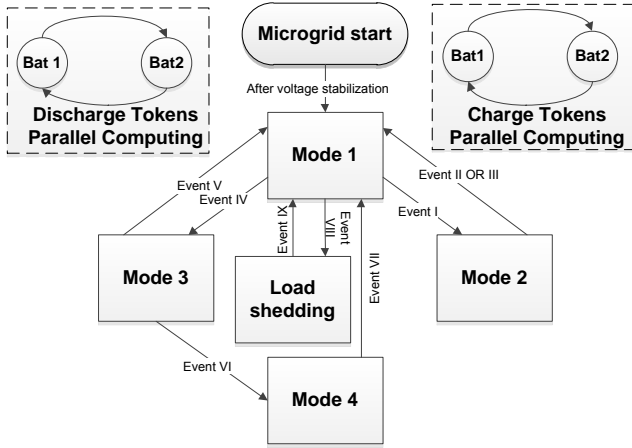 Bat 1
Bat2
Discharge Tokens
Parallel Computing
Microgrid start
Bat1
Bat2
Charge Tokens
Parallel Computing
After voltage stabilization
Mode 1
Event V
Event IV
Event IX
Event
VIII
Event VII
Event II OR III
Event I
Mode 3
Load
shedding
Mode 2
Event VI
Mode 4